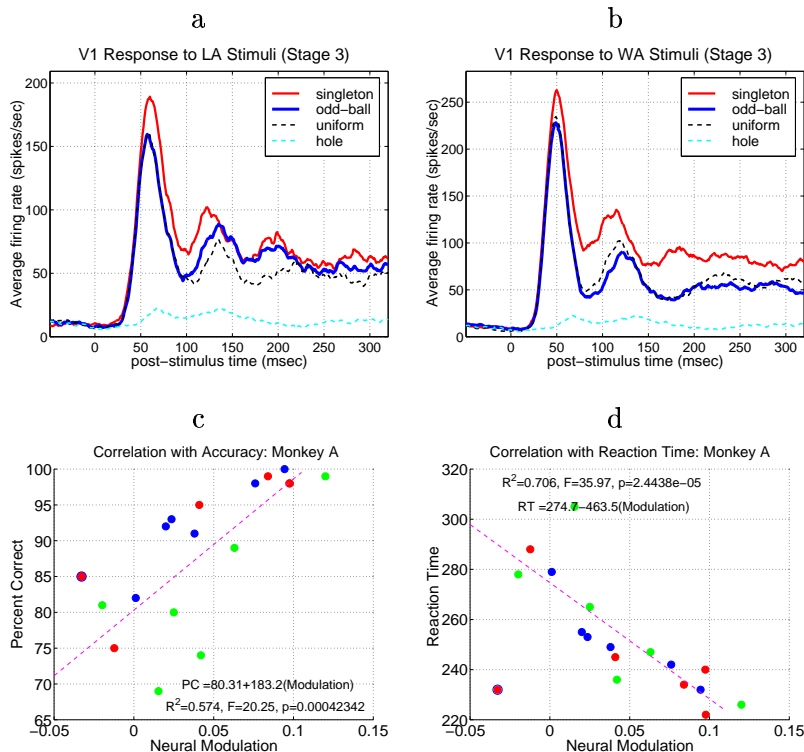 a
V1 Response to LA Stimuli (Stage 3)
200
150
100
50
0
Average firing rate (spikes/sec)
singleton
odd−ball
uniform
hole
0 50 100 150 200 250 300
post−stimulus time (msec)
b
V1 Response to WA Stimuli (Stage 3)
250
200
150
100
50
0
Average firing rate (spikes/sec)
singleton
odd−ball
uniform
hole
0 50 100 150 200 250 300
post−stimulus time (msec)
c
Correlation with Accuracy: Monkey A
100
95
90
85
80
75
70
65
Percent Correct
PC =80.31+183.2(Modulation)
R2=0.574, F=20.25, p=0.00042342
−0.05 0 0.05 0.1 0.15
Neural Modulation
d
Correlation with Reaction Time: Monkey A
320
300
280
260
240
220
Reaction Time
R2=0.706, F=35.97, p=2.4438e−05
RT =274.7−463.5(Modulation)
−0.05 0 0.05 0.1 0.15
Neural Modulation